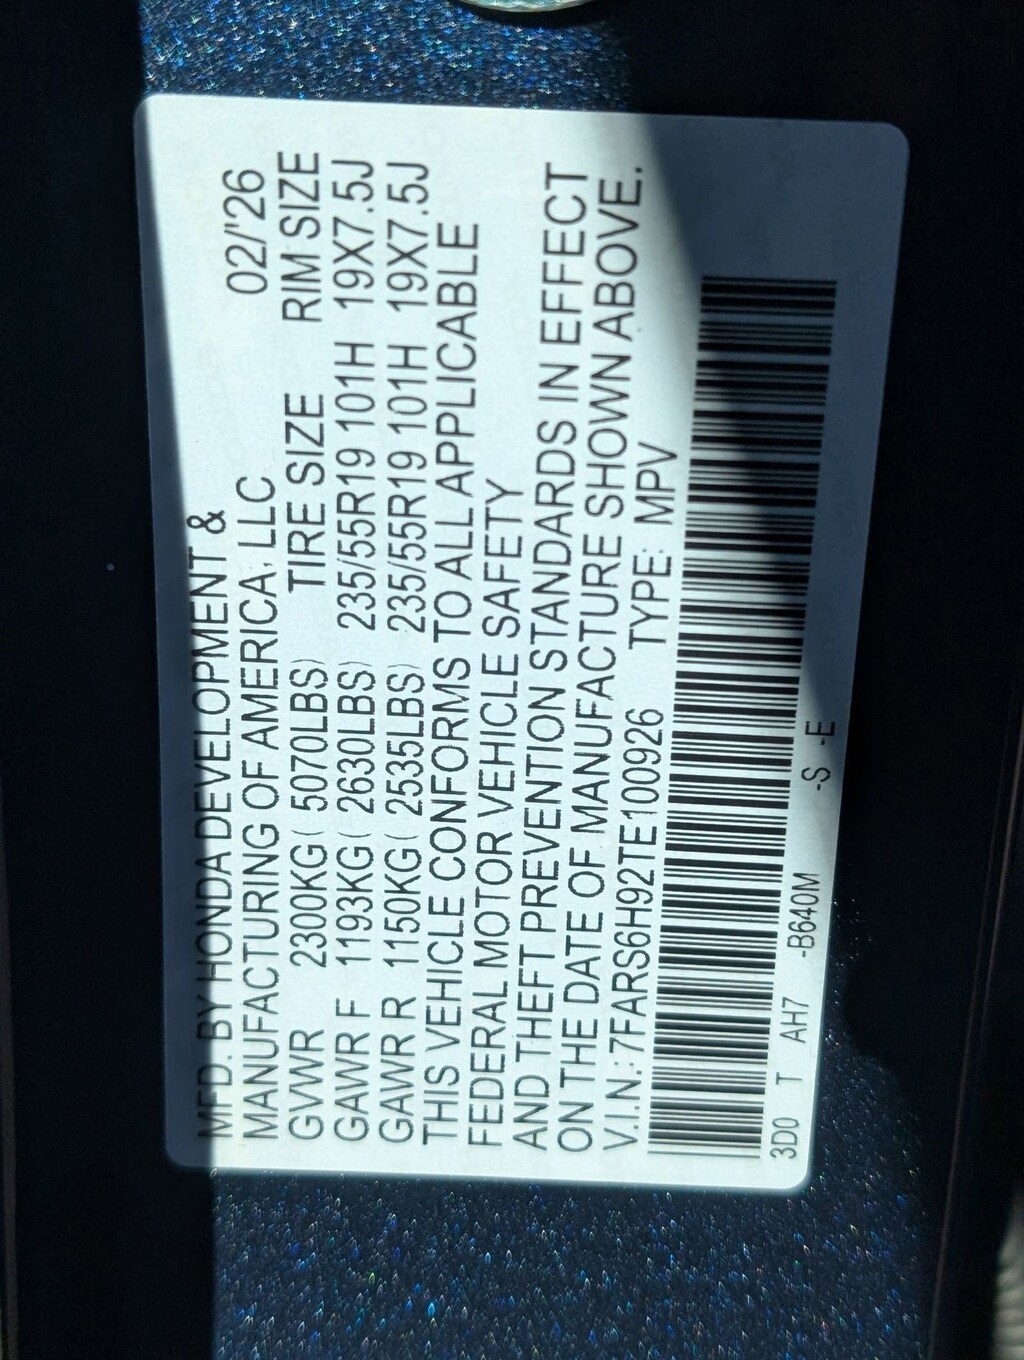 MFD. BY HONDA DEVELOPMENT &
MANUFACTURING OF AMERICA, LLC 02/'26
GVWR 2300KG( 5070LBS) TIRE SIZE RIM SIZE
GAWR F 1193KG( 2630LBS) 235/55R19 101H 19X7.5J
GAWR R 1150KG( 2535LBS) 235/55R19 101H 19X7.5J
THIS VEHICLE CONFORMS TO ALL APPLICABLE
FEDERAL MOTOR VEHICLE SAFETY
AND THEFT PREVENTION STANDARDS IN EFFECT
ON THE DATE OF MANUFACTURE SHOWN ABOVE.
V.I.N.: 7FARS6H92TE100926 TYPE: MPV
3D0 T AH7 -B640M -S -E